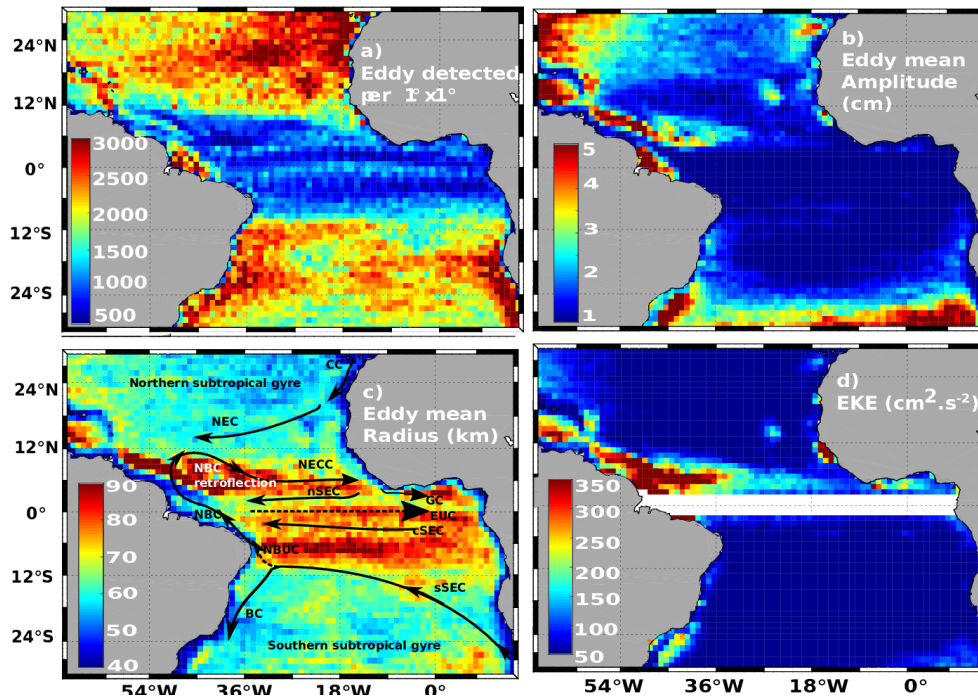 24°N
12°N
0°
12°S
24°S
a)
Eddy detected
per 1°x1°
3000
2500
2000
1500
1000
500
b)
Eddy mean
Amplitude
(cm)
5
4
3
2
1
24°N
12°N
0°
12°S
24°S
Northern subtropical gyre
CC
c)
Eddy mean
Radius (km)
NEC
NBC
retroflection
NECC
nSEC
GC
NBC
EUC
cSEC
NBUC
sSEC
BC
Southern subtropical gyre
90
80
70
60
50
40
54°W
36°W
18°W
0°
d)
EKE (cm².s⁻²)
350
300
250
200
150
100
50
54°W
36°W
18°W
0°